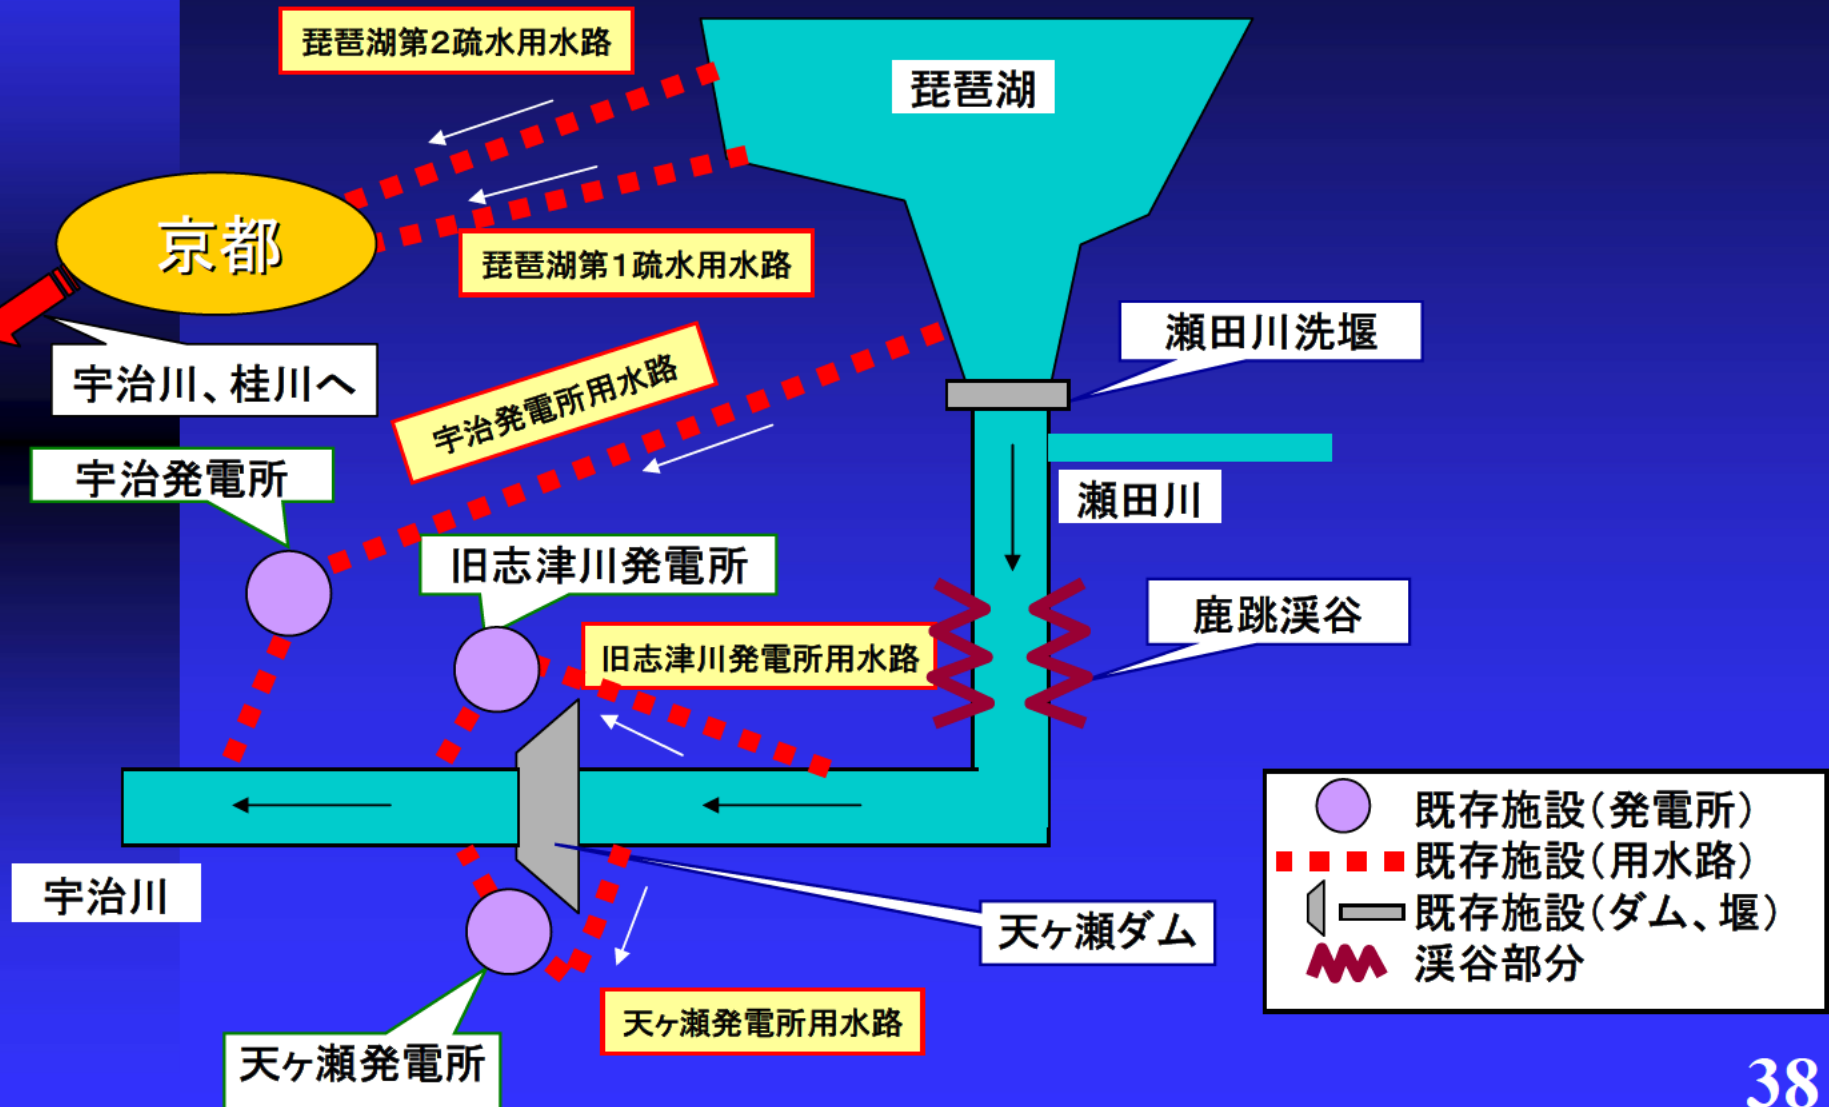 琵琶湖第2疏水用水路
琵琶湖
京都
琵琶湖第1疏水用水路
瀬田川洗堰
宇治川、桂川へ
宇治発電所用水路
宇治発電所
瀬田川
旧志津川発電所
鹿跳渓谷
旧志津川発電所用水路
既存施設(発電所)
既存施設(用水路)
既存施設(ダム、堰)
渓谷部分
宇治川
天ヶ瀬ダム
天ヶ瀬発電所用水路
天ヶ瀬発電所
38